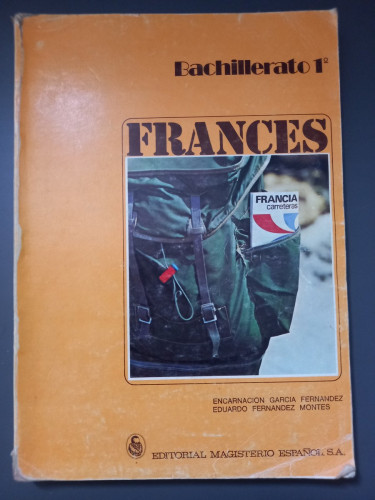 Bachillerato 1º
FRANCES
FRANCIA
carreteras
ENCARNACION GARCIA FERNANDEZ
EDUARDO FERNANDEZ MONTES
EDITORIAL MAGISTERIO ESPAÑOL, S.A.